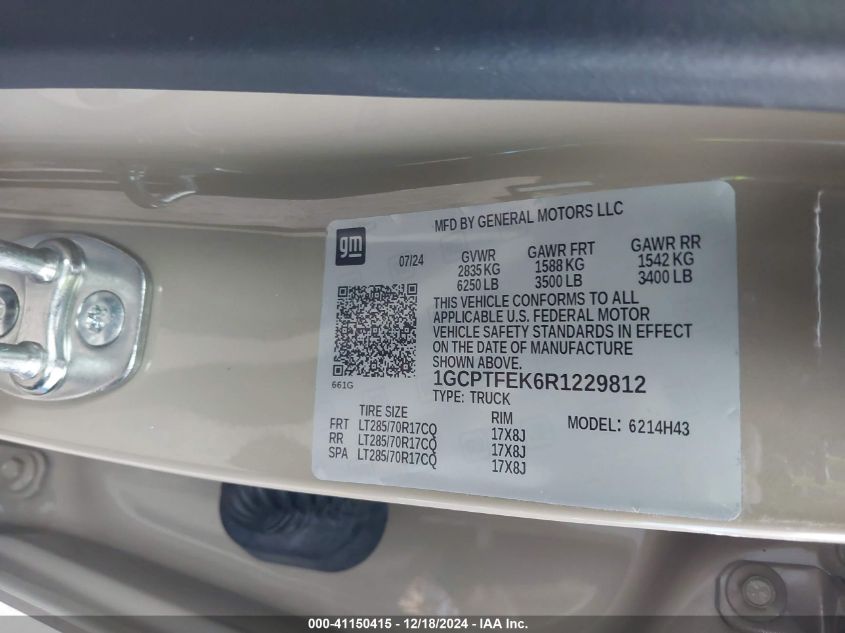 MFD BY GENERAL MOTORS LLC
gm
07/24
GVWR GAWR FRT GAWR RR
2835 KG 1588 KG 1542 KG
6250 LB 3500 LB 3400 LB
THIS VEHICLE CONFORMS TO ALL
APPLICABLE U.S. FEDERAL MOTOR
VEHICLE SAFETY STANDARDS IN EFFECT
ON THE DATE OF MANUFACTURE
SHOWN ABOVE.
661G
1GCPTFEK6R1229812
TYPE: TRUCK
TIRE SIZE RIM MODEL: 6214H43
FRT LT285/70R17CQ 17X8J
RR LT285/70R17CQ 17X8J
SPA LT285/70R17CQ 17X8J
000-41150415 - 12/18/2024 - IAA Inc.